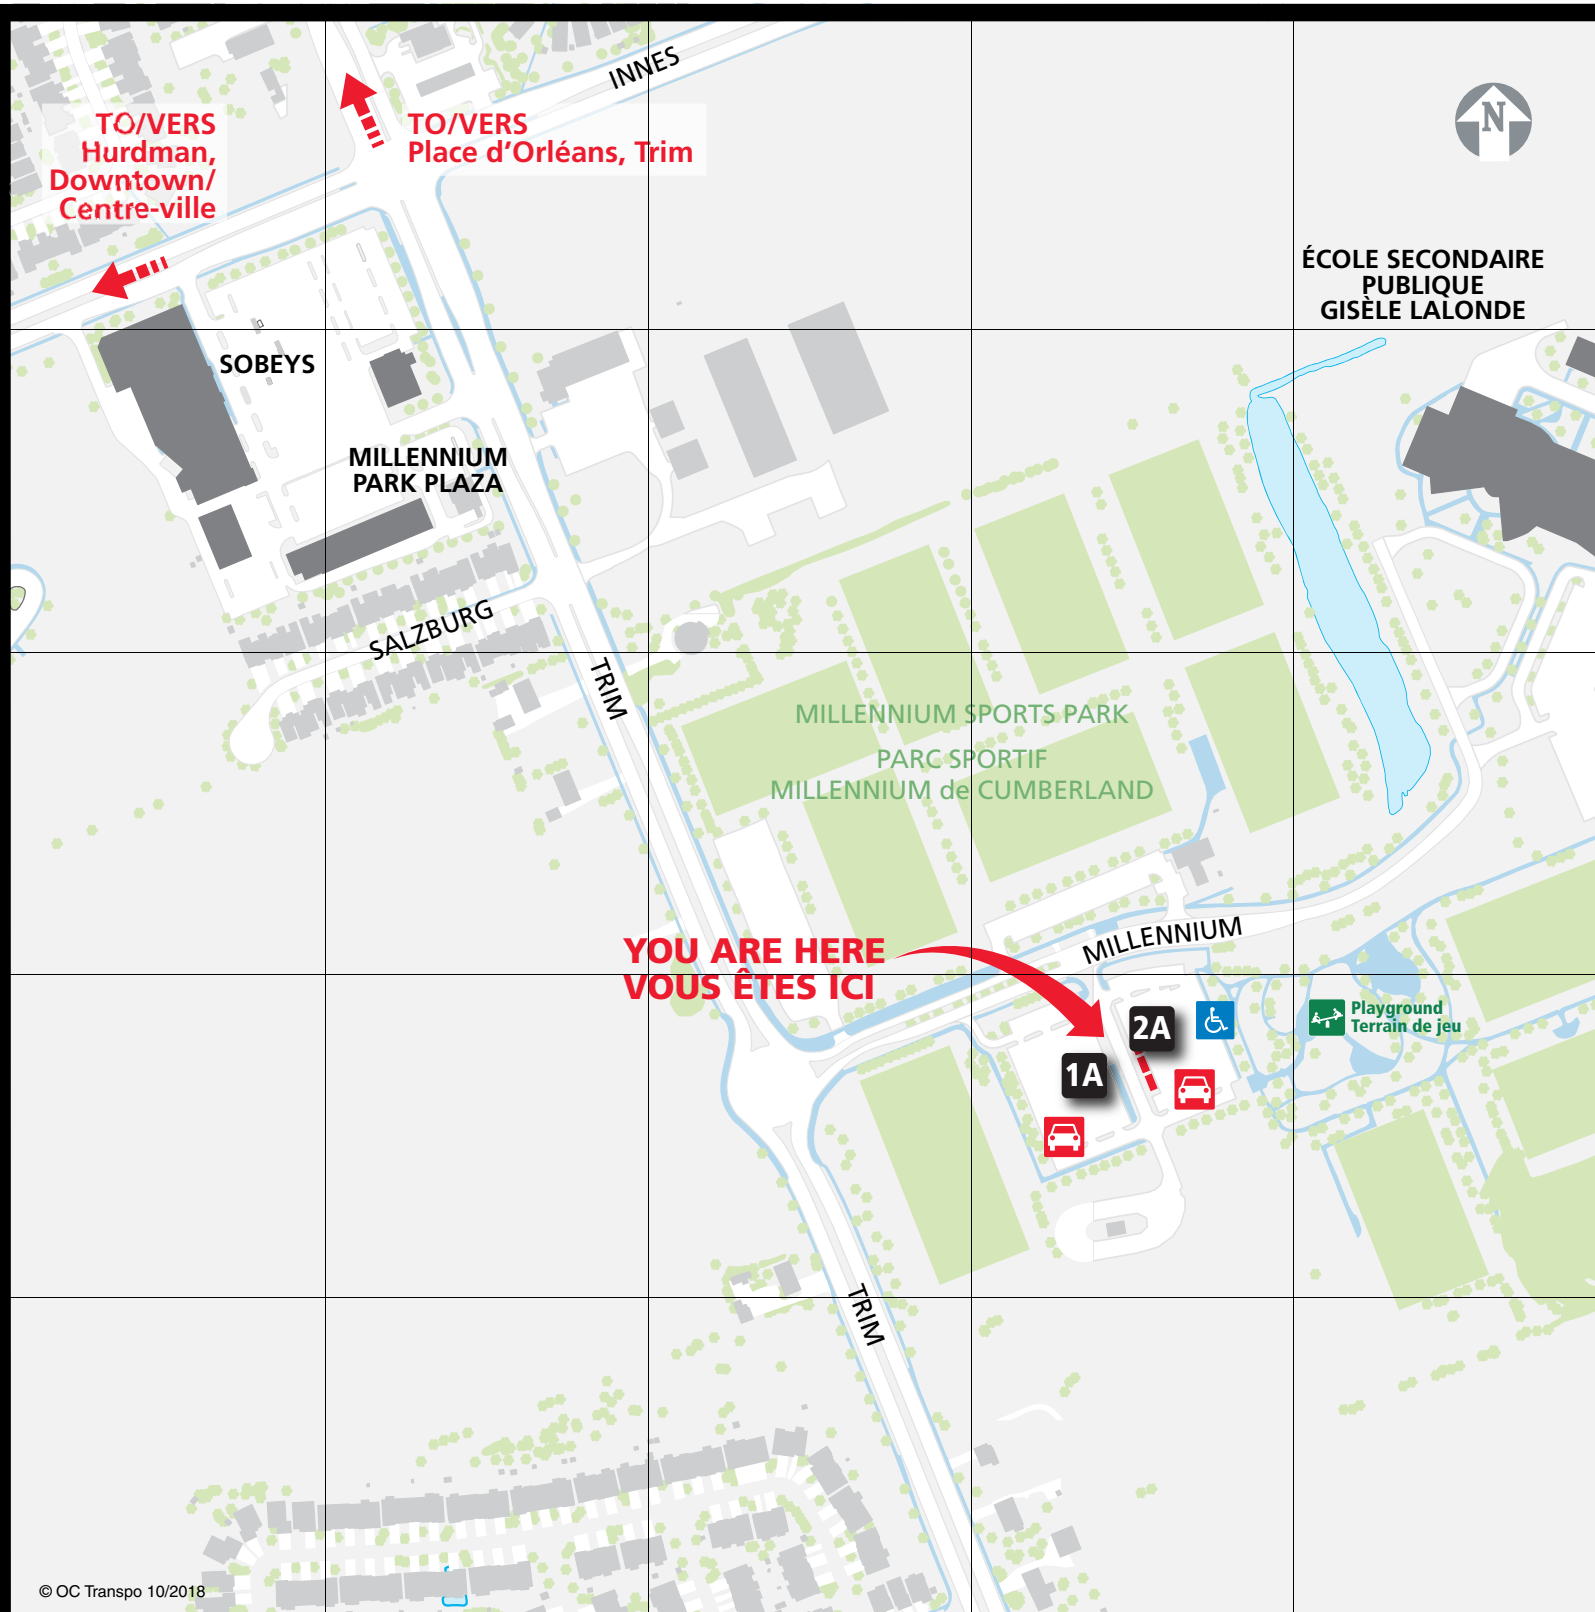 INNES
TO/VERS
Hurdman,
Downtown/
Centre-ville
TO/VERS
Place d'Orléans, Trim
N
ÉCOLE SECONDAIRE
PUBLIQUE
GISÈLE LALONDE
SOBEYS
MILLENNIUM
PARK PLAZA
SALZBURG
TRIM
MILLENNIUM SPORTS PARK
PARC SPORTIF
MILLENNIUM de CUMBERLAND
YOU ARE HERE
VOUS ÊTES ICI
MILLENNIUM
2A
1A
Playground
Terrain de jeu
TRIM
© OC Transpo 10/2018